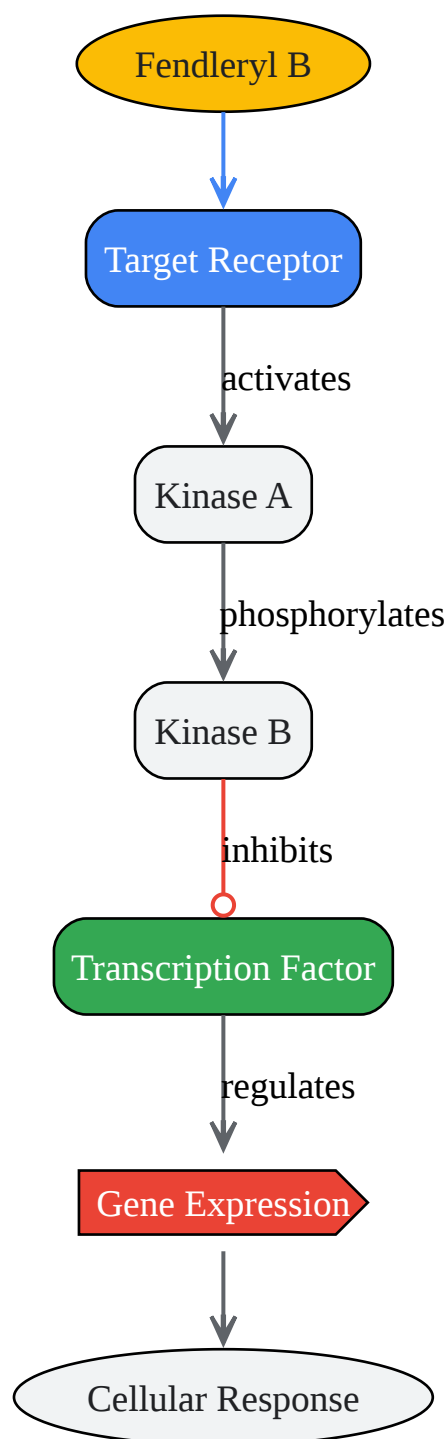 Fendleryl B
Target Receptor
activates
Kinase A
phosphorylates
Kinase B
inhibits
Transcription Factor
regulates
Gene Expression
Cellular Response